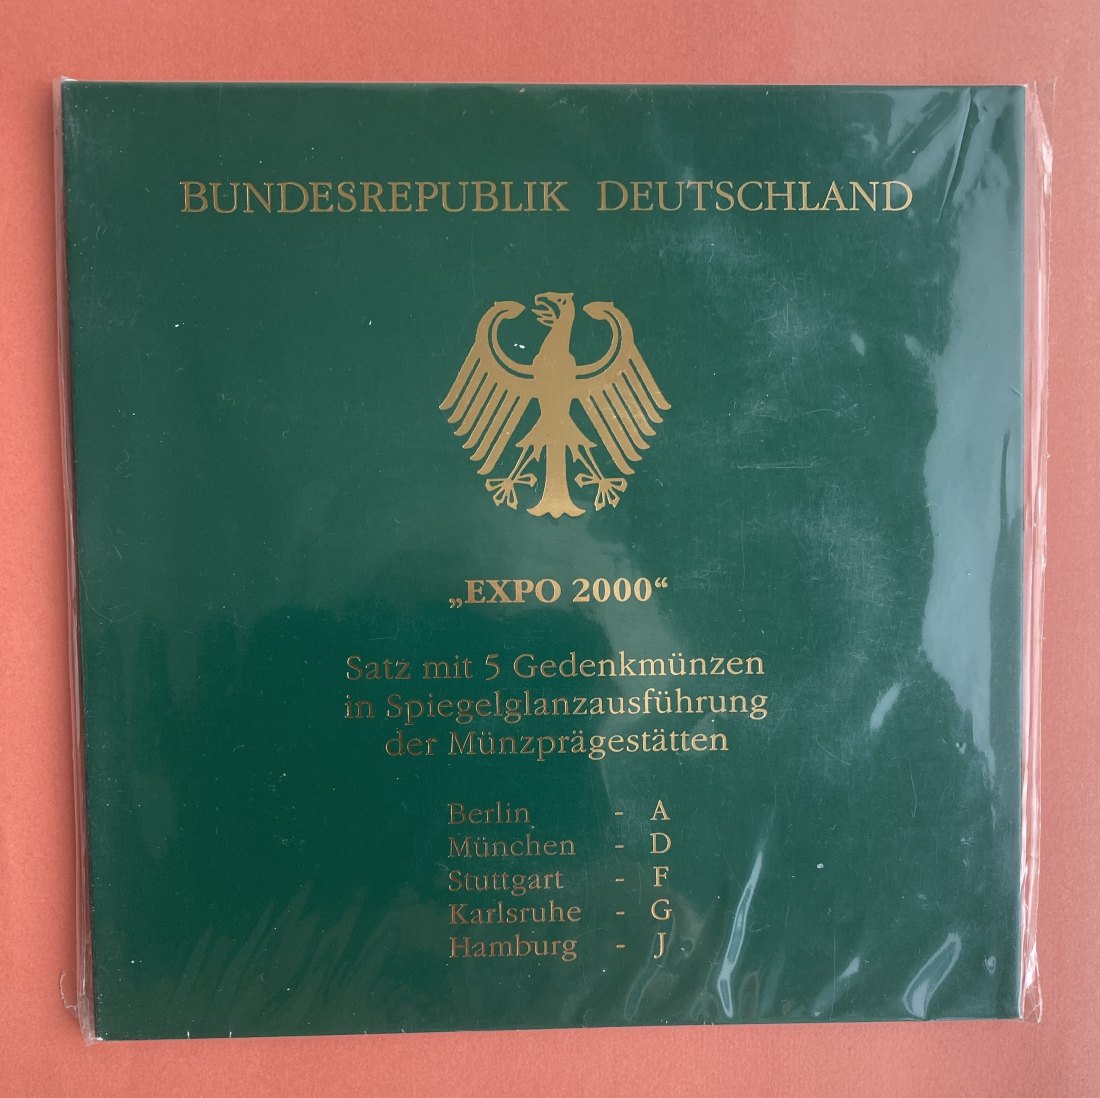 BUNDESREPUBLIK DEUTSCHLAND
„EXPO 2000“
Satz mit 5 Gedenkmünzen
in Spiegelglanzausführung
der Münzprägestätten
Berlin - A
München - D
Stuttgart - F
Karlsruhe - G
Hamburg - J